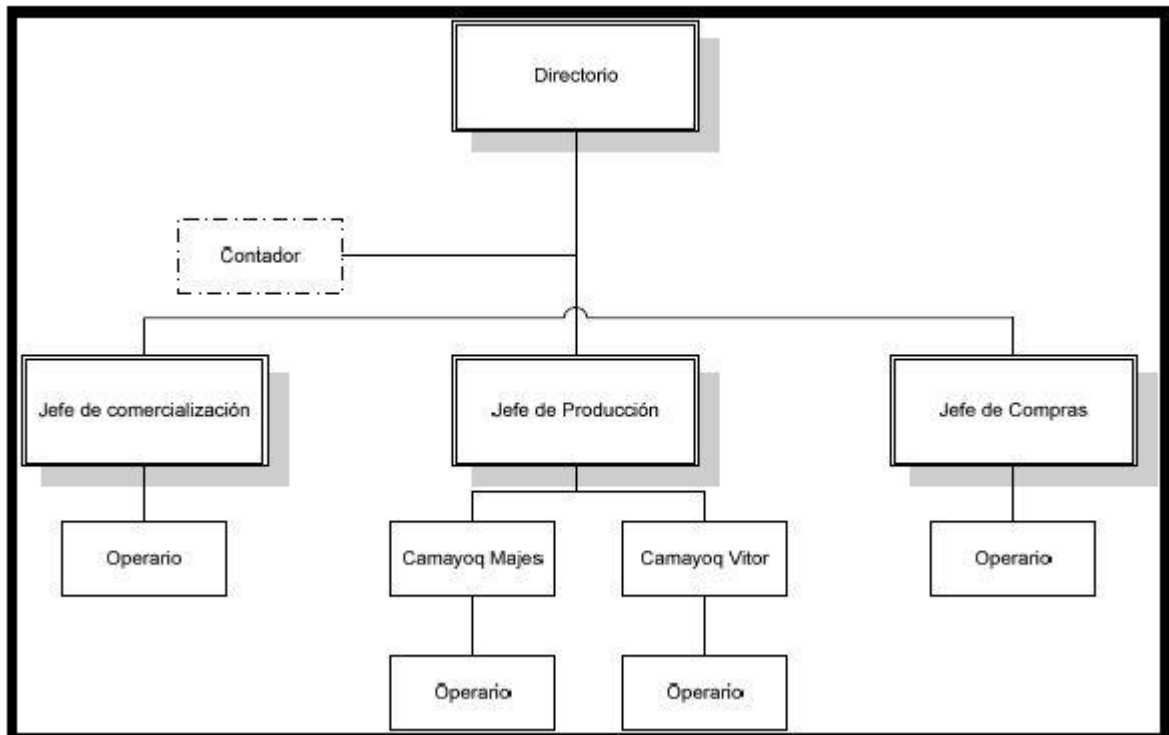 Directorio
Contador
Jefe de comercialización
Jefe de Producción
Jefe de Compras
Operario
Camayoq Majes
Camayoq Vitor
Operario
Operario
Operario